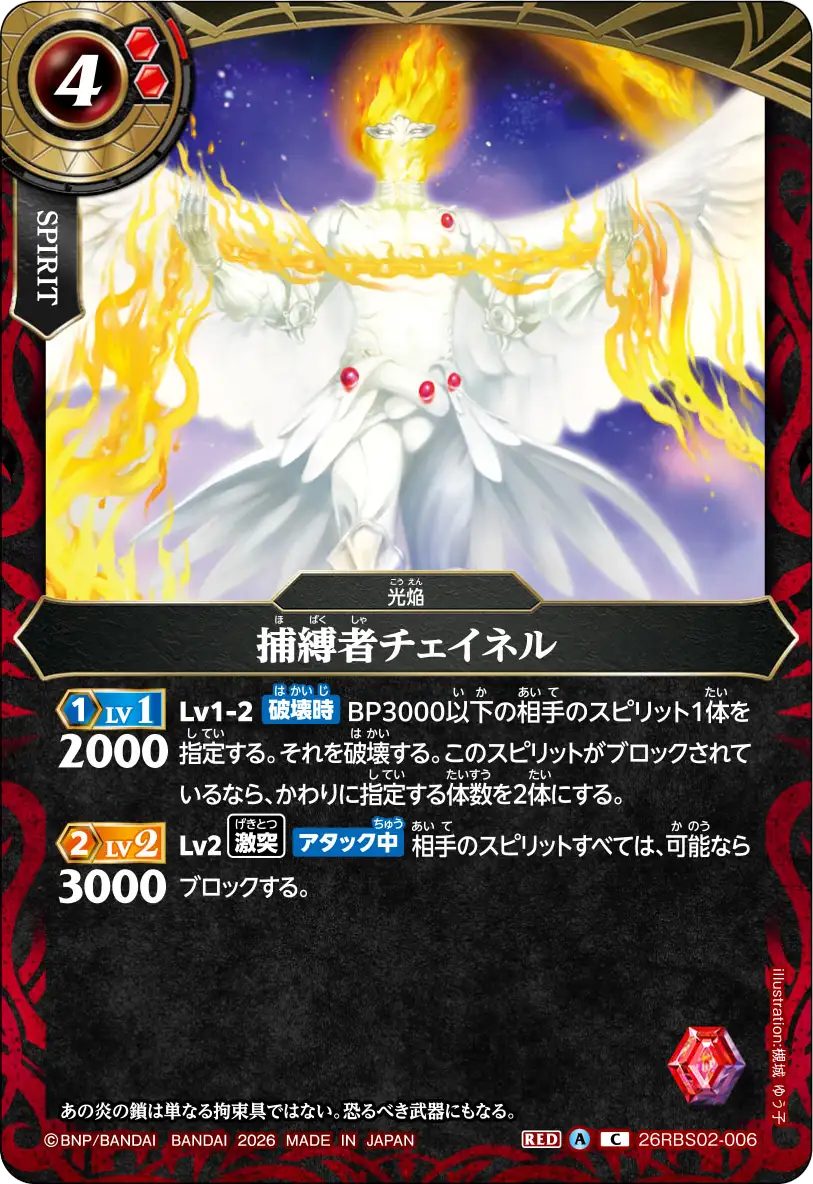 4
SPIRIT
こうえん
光焔
ほばくしゃ
捕縛者チェイネル
1 LV1
2000
Lv1-2 破壊時 BP3000以下の相手のスピリット1体を
指定する。それを破壊する。このスピリットがブロックされて
いるなら、かわりに指定する体数を2体にする。
2 LV2
3000
Lv2 激突 アタック中 相手のスピリットすべては、可能なら
ブロックする。
illustration:槻城 ゆう子
あの炎の鎖は単なる拘束具ではない。恐るべき武器にもなる。
©BNP/BANDAI BANDAI 2026 MADE IN JAPAN
RED A C 26RBS02-006